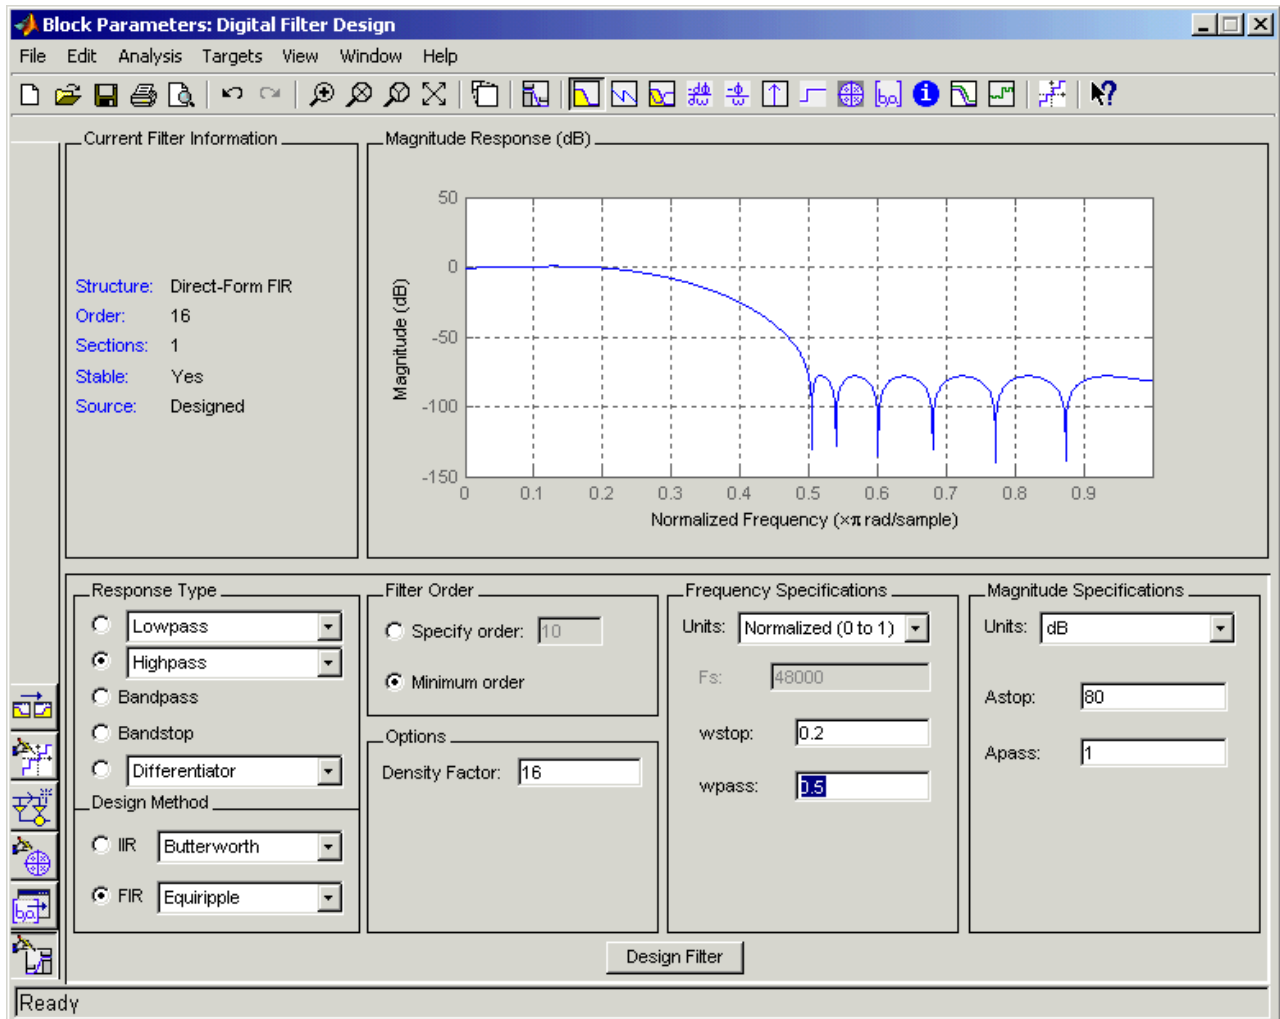 Block Parameters: Digital Filter Design
File Edit Analysis Targets View Window Help
Current Filter Information
Structure: Direct-Form FIR
Order: 16
Sections: 1
Stable: Yes
Source: Designed
Magnitude Response (dB)
50
0
-50
-100
-150
Magnitude (dB)
0 0.1 0.2 0.3 0.4 0.5 0.6 0.7 0.8 0.9
Normalized Frequency (×π rad/sample)
Response Type
Lowpass
Highpass
Bandpass
Bandstop
Differentiator
Design Method
IIR Butterworth
FIR Equiripple
Filter Order
Specify order: 10
Minimum order
Options
Density Factor: 16
Frequency Specifications
Units: Normalized (0 to 1)
Fs: 48000
wstop: 0.2
wpass: 0.5
Magnitude Specifications
Units: dB
Astop: 80
Apass: 1
Design Filter
Ready